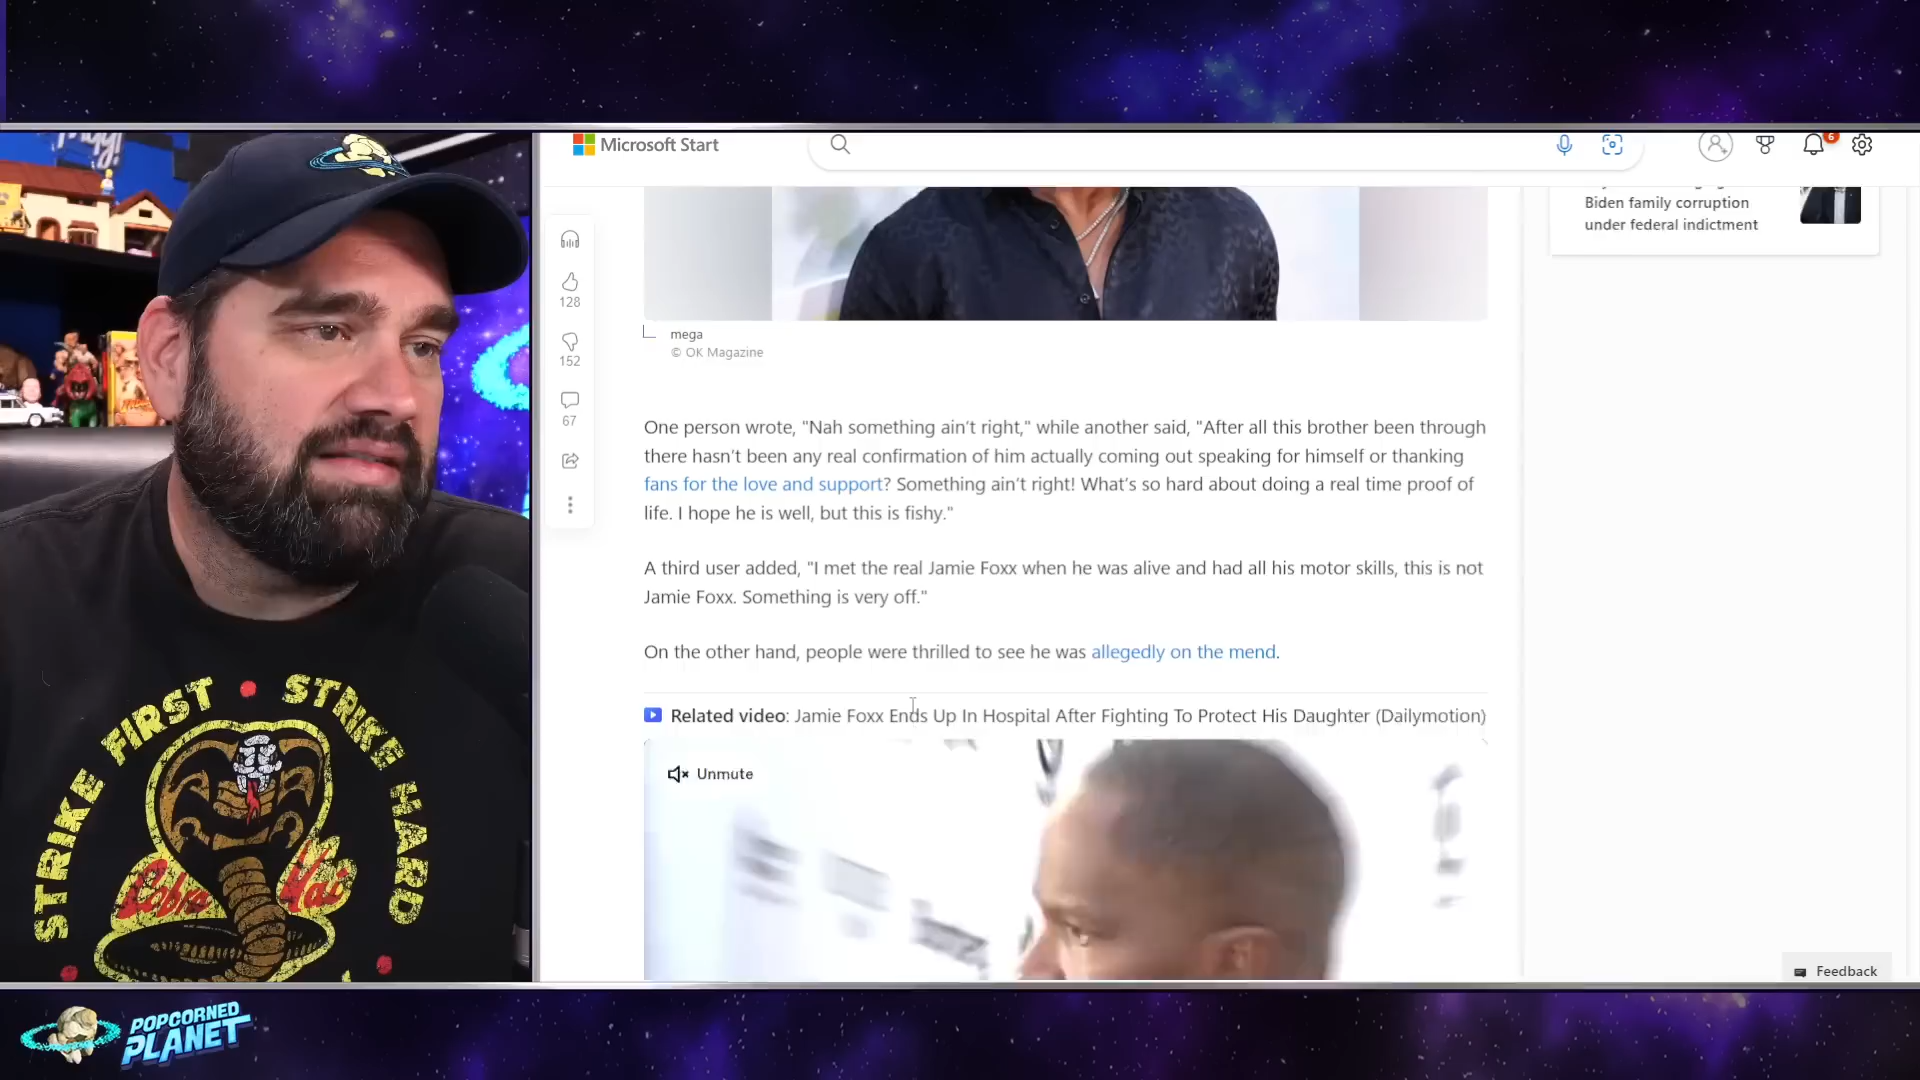 Microsoft Start
6
Biden family corruption
under federal indictment
128
152
67
mega
© OK Magazine
One person wrote, "Nah something ain't right," while another said, "After all this brother been through
there hasn't been any real confirmation of him actually coming out speaking for himself or thanking
fans for the love and support? Something ain't right! What's so hard about doing a real time proof of
life. I hope he is well, but this is fishy."
A third user added, "I met the real Jamie Foxx when he was alive and had all his motor skills, this is not
Jamie Foxx. Something is very off."
On the other hand, people were thrilled to see he was allegedly on the mend.
Related video: Jamie Foxx Ends Up In Hospital After Fighting To Protect His Daughter (Dailymotion)
Unmute
Feedback
STRIKE FIRST STRIKE HARD
Cobra Kai
POPCORNED
PLANET